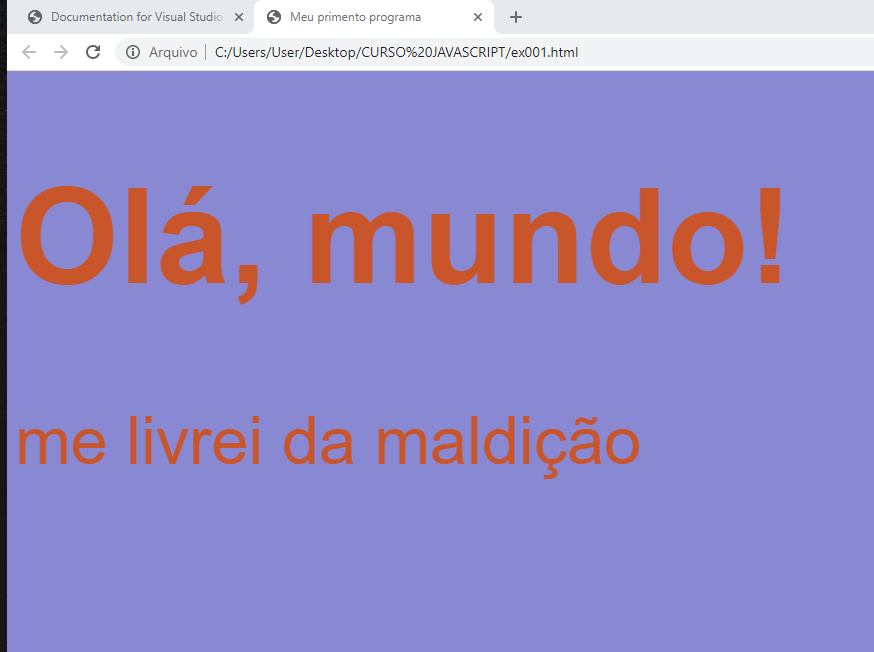 Documentation for Visual Studio
Meu primento programa
Arquivo C:/Users/User/Desktop/CURSO%20JAVASCRIPT/ex001.html
Olá, mundo!
me livrei da maldição